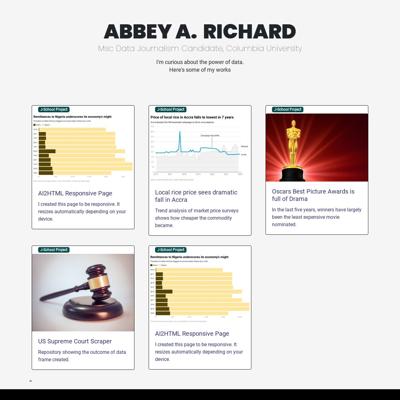 ABBEY A. RICHARD
Msc Data Journalism Candidate, Columbia University
I'm curious about the power of data.
Here's some of my works
J-School Project
Remittances to Nigeria underscores its economy's might
AI2HTML Responsive Page
I created this page to be responsive. It
resizes automatically depending on your
device.
J-School Project
Price of local rice in Accra falls to lowest in 7 years
Local rice price sees dramatic
fall in Accra
Trend analysis of market price surveys
shows how cheaper the commodity
became.
J-School Project
Oscars Best Picture Awards is
full of Drama
In the last five years, winners have largely
been the least expensive movie
nominated.
J-School Project
US Supreme Court Scraper
Repository showing the outcome of data
frame created.
J-School Project
Remittances to Nigeria underscores its economy's might
AI2HTML Responsive Page
I created this page to be responsive. It
resizes automatically depending on your
device.